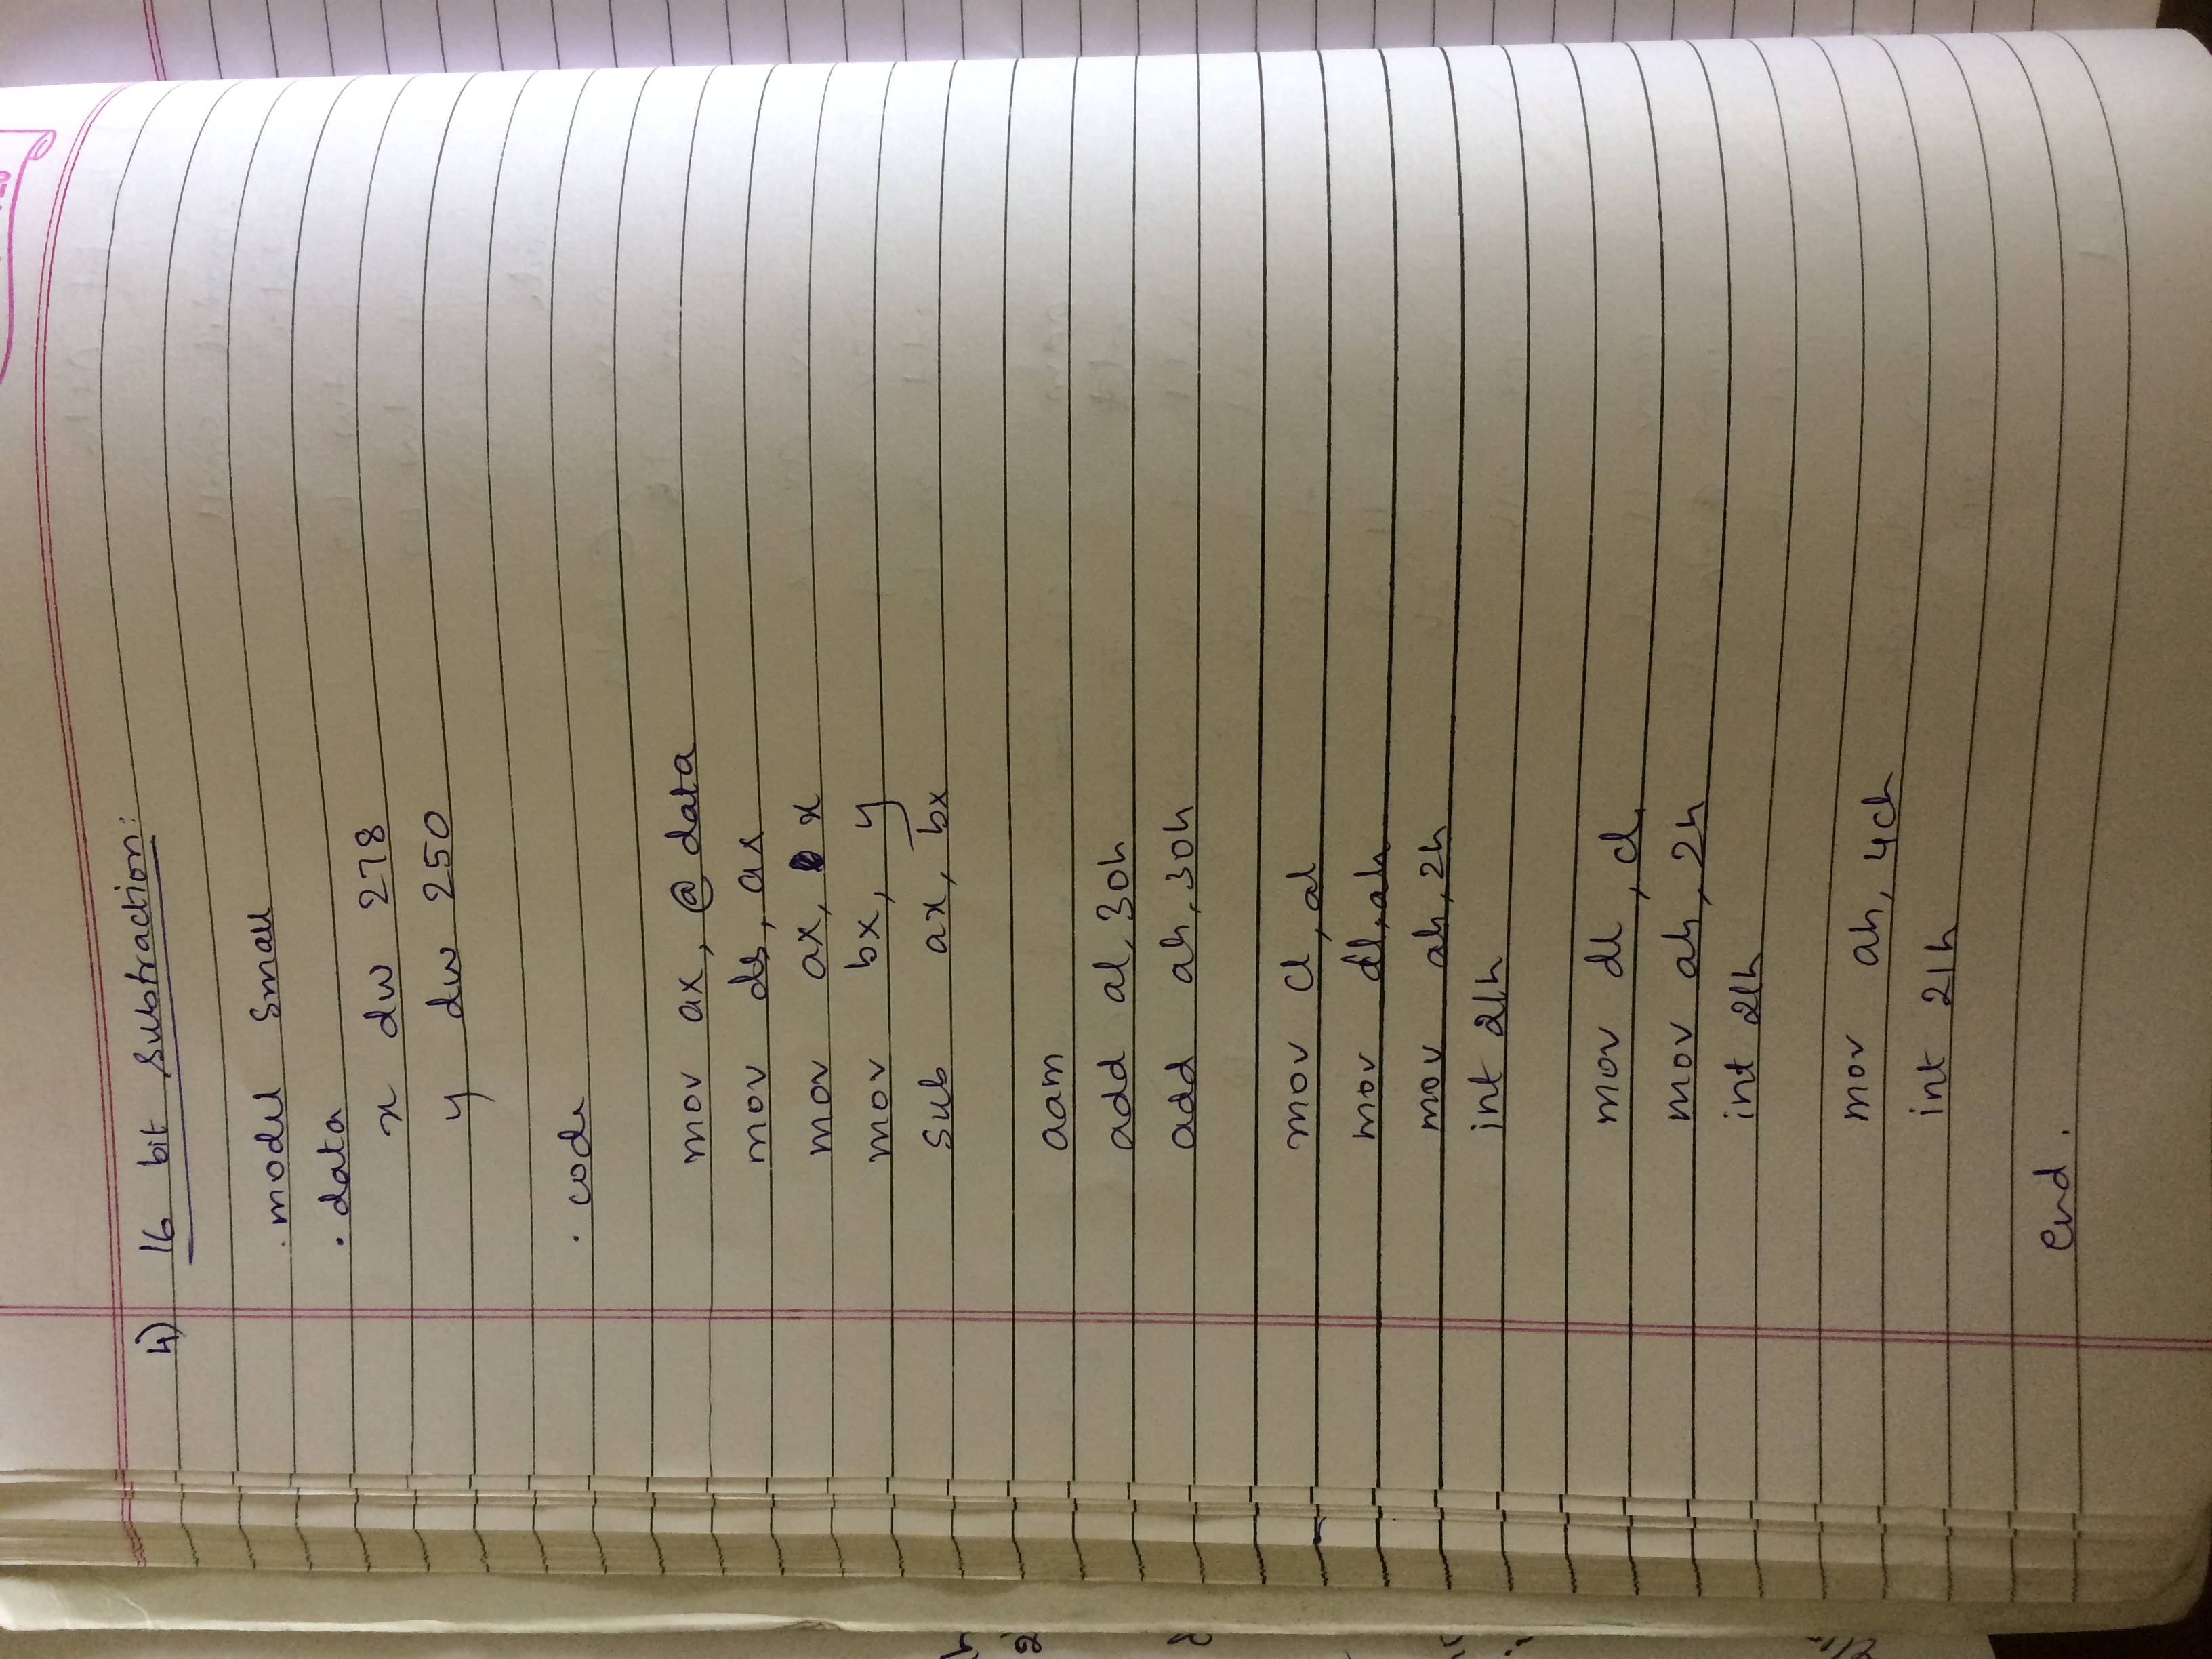 4) 16 bit Subtraction:
.model small
.data
x dw 278
y dw 250
.code
mov ax, @data
mov ds, ax
mov ax, x
mov bx, y
sub ax, bx
aam
add al, 30h
add ah, 30h
mov cl, al
mov dl, ah
mov ah, 2h
int 21h
mov dl, cl
mov ah, 2h
int 21h
mov ah, 4ch
int 21h
end.